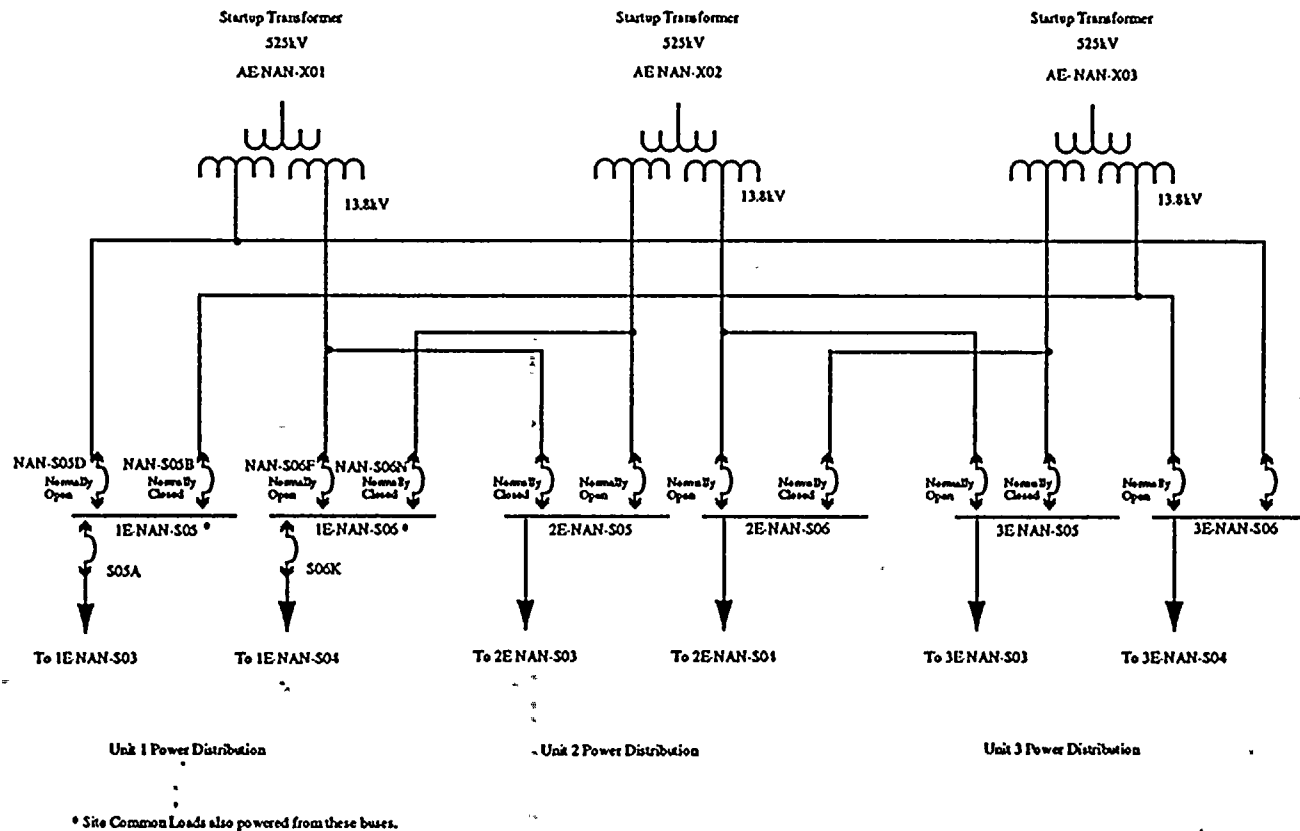 Startup Transformer
525kV
AE-NAN-X01
Startup Transformer
525kV
AE NAN-X02
Startup Transformer
525kV
AE- NAN-X03
13.8kV
13.8kV
13.8kV
NAN-S05D
Normally
Open
NAN-S05B
Normally
Closed
NAN-S06F
Normally
Open
NAN-S06N
Normally
Closed
Normally
Closed
Normally
Open
Normally
Open
Normally
Closed
Normally
Open
Normally
Closed
Normally
Open
1E-NAN-S05 *
1E-NAN-S06 *
2E-NAN-S05
2E-NAN-S06
3E NAN-S05
3E-NAN-S06
S05A
S06K
To 1E-NAN-S03
To 1E-NAN-S04
To 2E NAN-S03
To 2E-NAN-S04
To 3E-NAN-S03
To 3E-NAN-S04
Unit 1 Power Distribution
Unit 2 Power Distribution
Unit 3 Power Distribution
* Site Common Loads also powered from these buses.